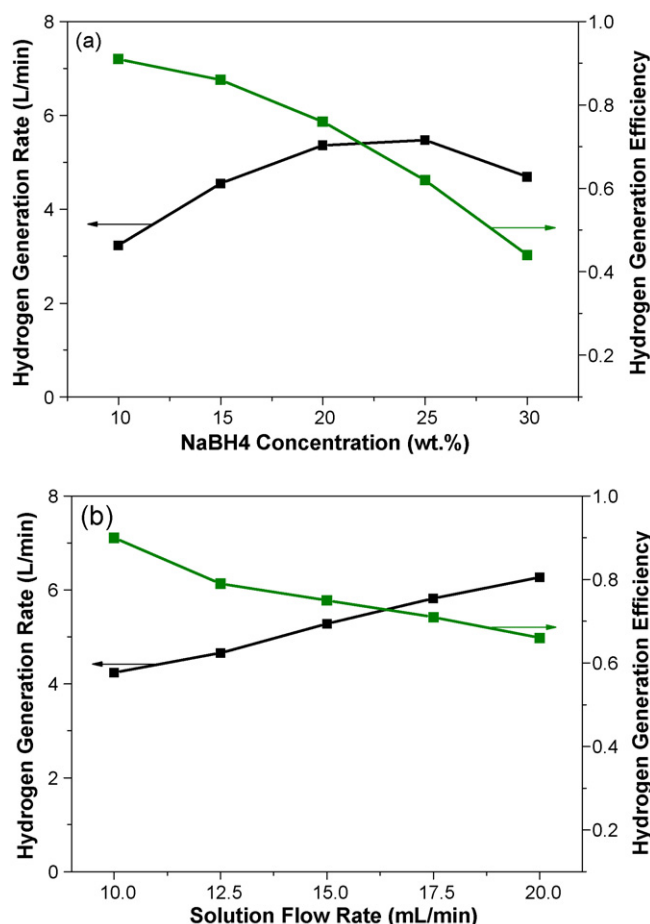 (a)
Hydrogen Generation Rate (L/min)
8
6
4
2
0
1.0
0.8
0.6
0.4
0.2
Hydrogen Generation Efficiency
10 15 20 25 30
NaBH4 Concentration (wt.%)
(b)
Hydrogen Generation Rate (L/min)
8
6
4
2
0
1.0
0.8
0.6
0.4
0.2
Hydrogen Generation Efficiency
10.0 12.5 15.0 17.5 20.0
Solution Flow Rate (mL/min)